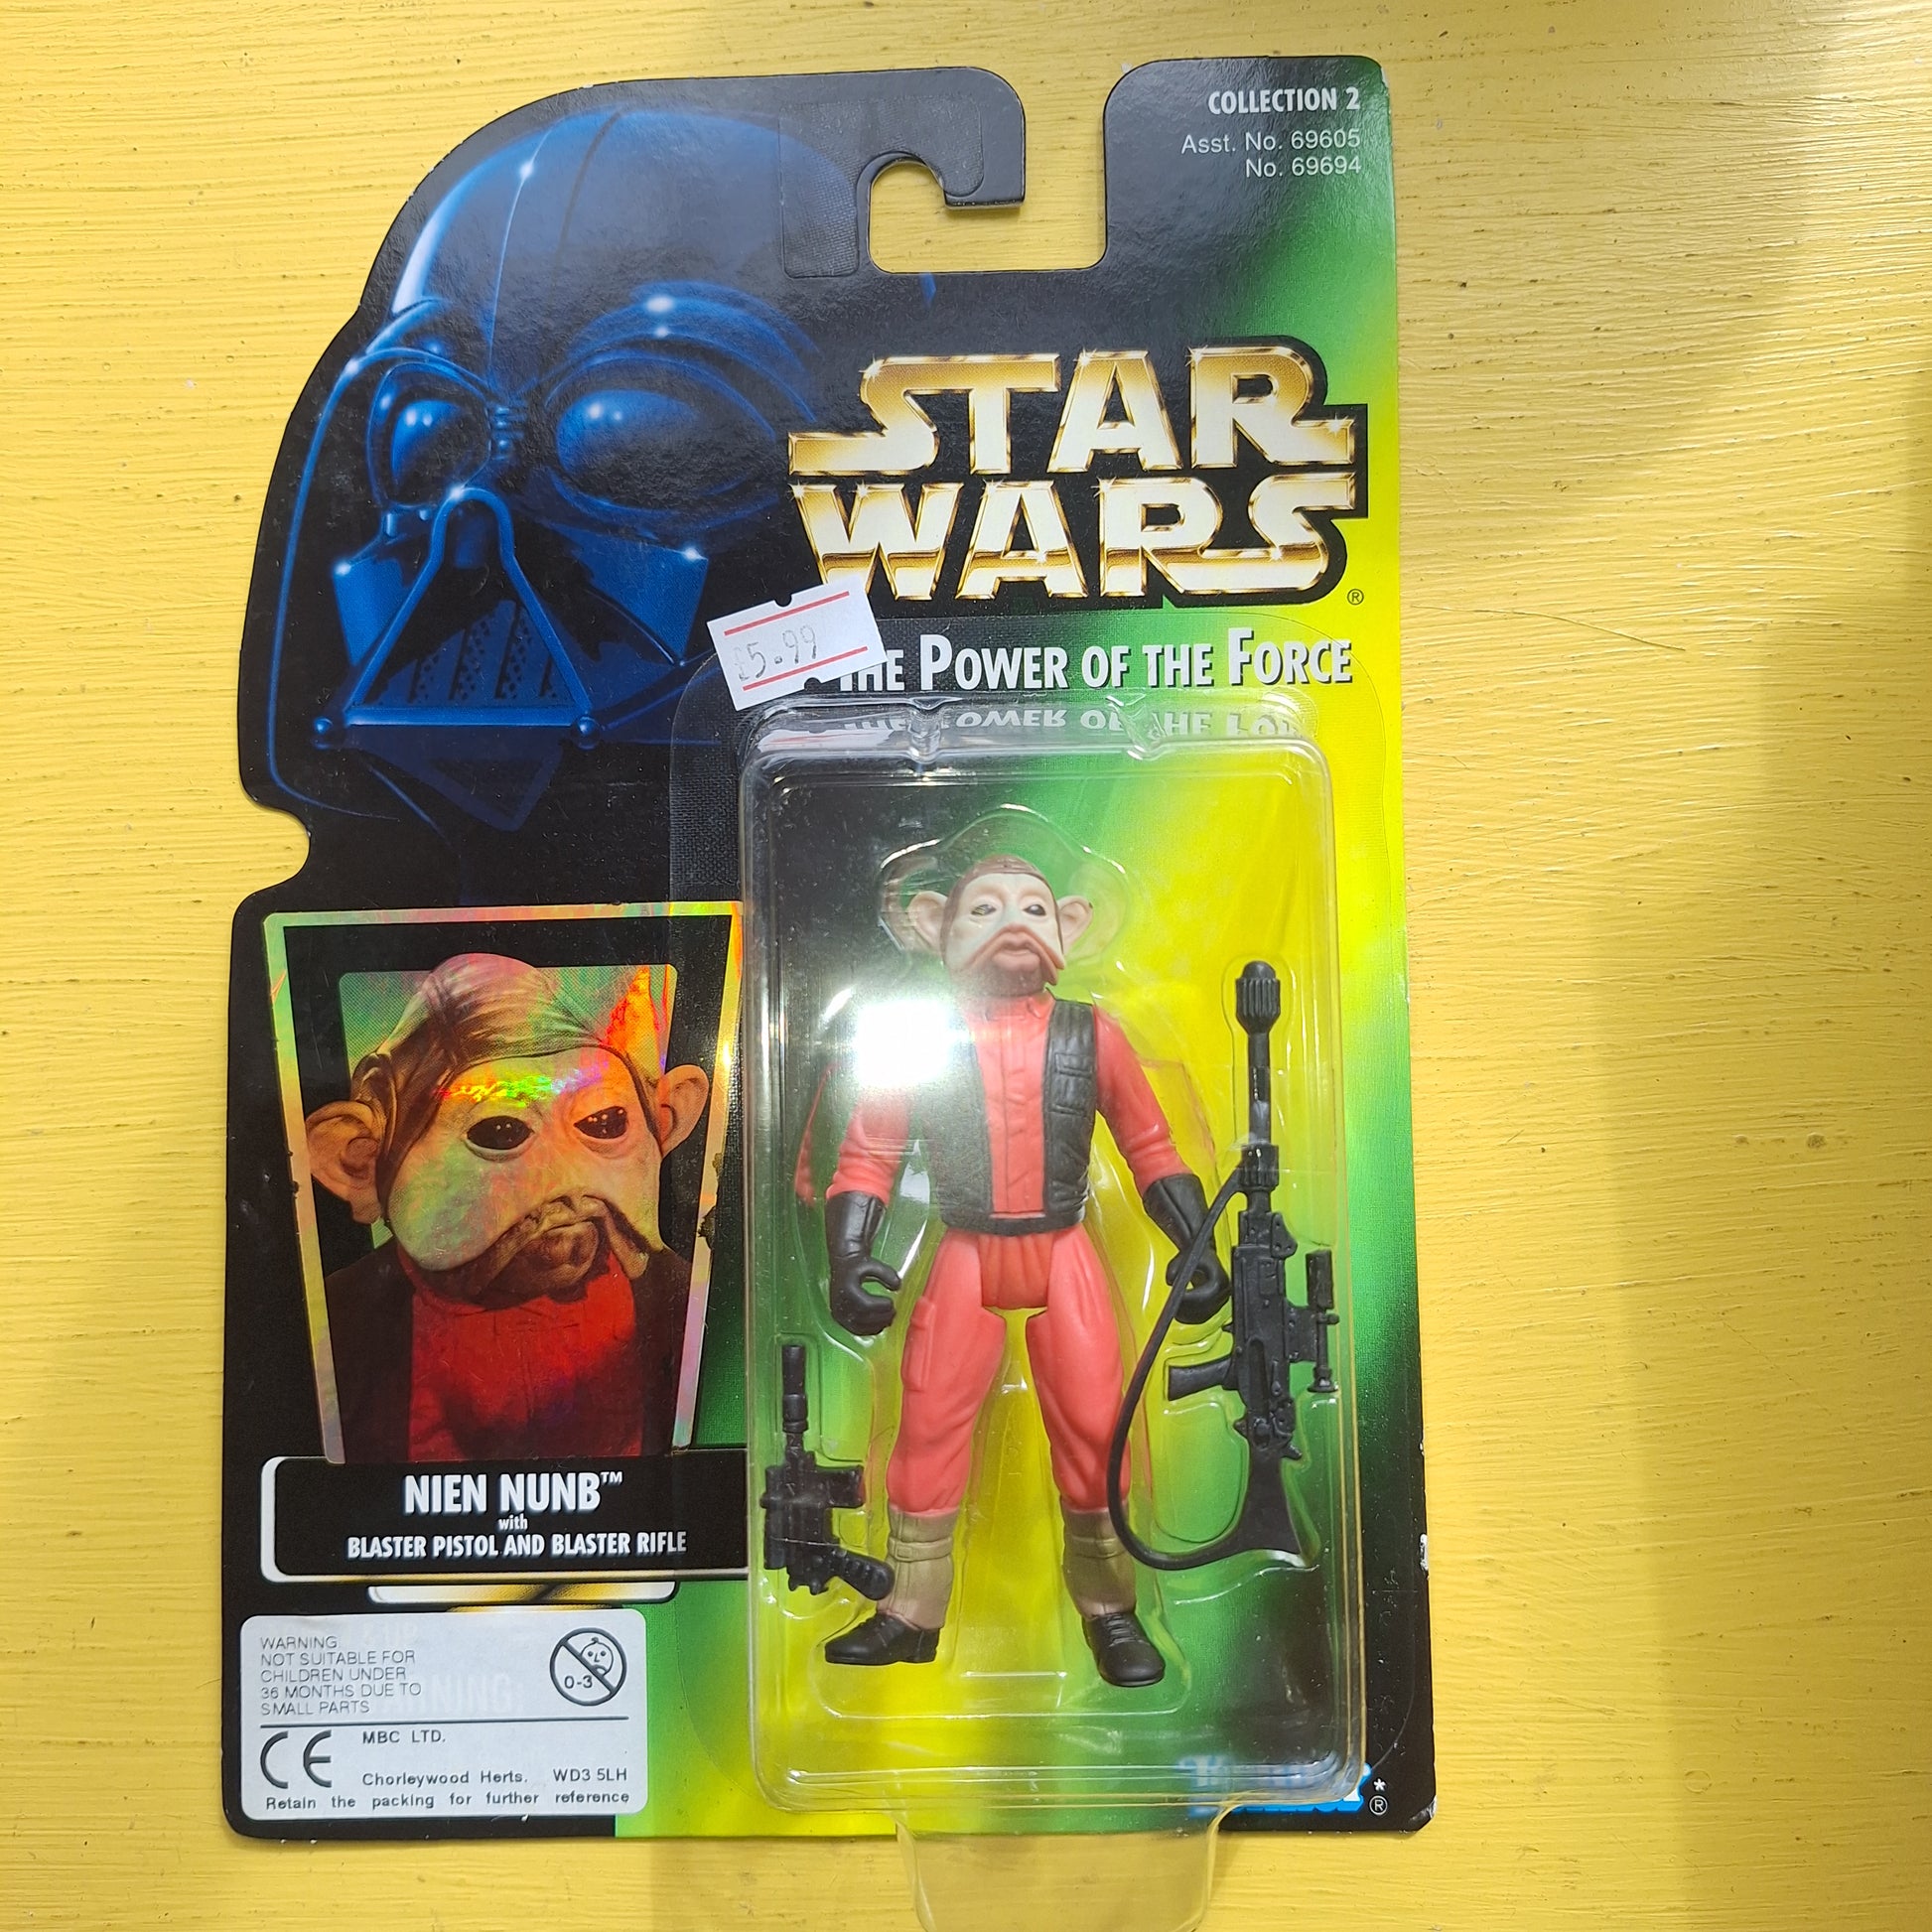 COLLECTION 2
Asst. No. 69605
No. 69694
STAR
WARS
®
£5.99
THE POWER OF THE FORCE
NIEN NUNB™
with
BLASTER PISTOL AND BLASTER RIFLE
WARNING
NOT SUITABLE FOR
CHILDREN UNDER
36 MONTHS DUE TO
SMALL PARTS
0-3
CE
MBC LTD.
Chorleywood Herts. WD3 5LH
Retain the packing for further reference
*
®